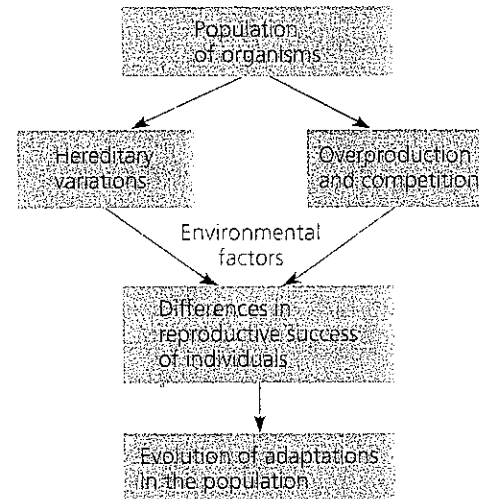 Population
of organisms
Hereditary
variations
Overproduction
and competition
Environmental
factors
Differences in
reproductive success
of individuals
Evolution of adaptations
in the population